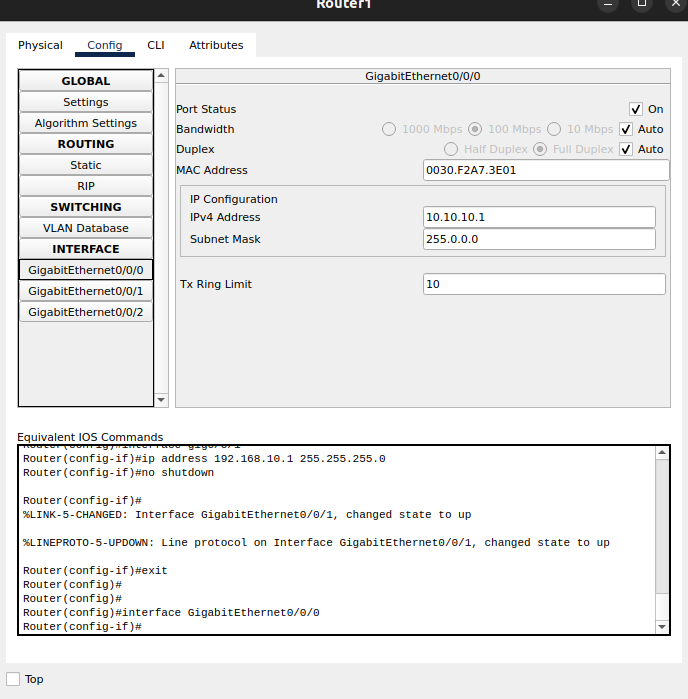 Router1
Physical Config CLI Attributes
GLOBAL
Settings
Algorithm Settings
ROUTING
Static
RIP
SWITCHING
VLAN Database
INTERFACE
GigabitEthernet0/0/0
GigabitEthernet0/0/1
GigabitEthernet0/0/2
GigabitEthernet0/0/0
Port Status On
Bandwidth 1000 Mbps 100 Mbps 10 Mbps Auto
Duplex Half Duplex Full Duplex Auto
MAC Address 0030.F2A7.3E01
IP Configuration
IPv4 Address 10.10.10.1
Subnet Mask 255.0.0.0
Tx Ring Limit 10
Equivalent IOS Commands
Router(config)#interface gig0/0/1
Router(config-if)#ip address 192.168.10.1 255.255.255.0
Router(config-if)#no shutdown
Router(config-if)#
%LINK-5-CHANGED: Interface GigabitEthernet0/0/1, changed state to up
%LINEPROTO-5-UPDOWN: Line protocol on Interface GigabitEthernet0/0/1, changed state to up
Router(config-if)#exit
Router(config)#
Router(config)#
Router(config)#interface GigabitEthernet0/0/0
Router(config-if)#
Top